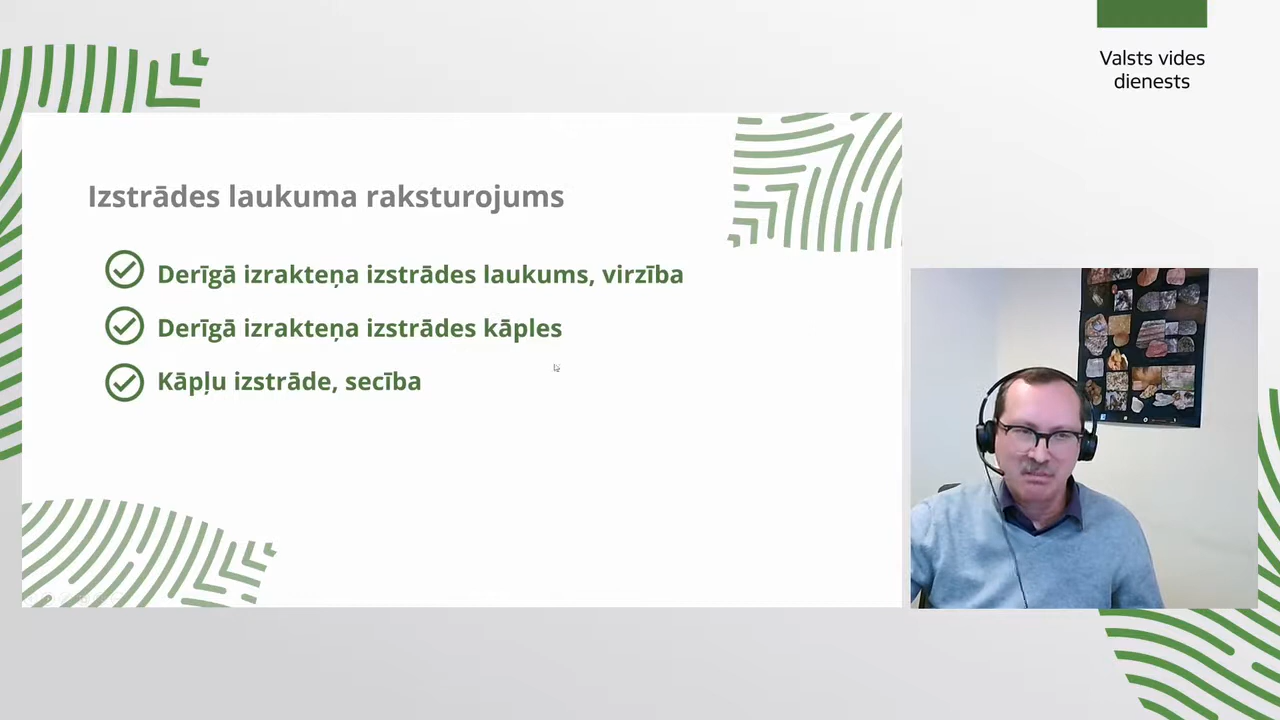 Valsts vides
dienests
Izstrādes laukuma raksturojums
Derīgā izrakteņa izstrādes laukums, virzība
Derīgā izrakteņa izstrādes kāples
Kāpļu izstrāde, secība